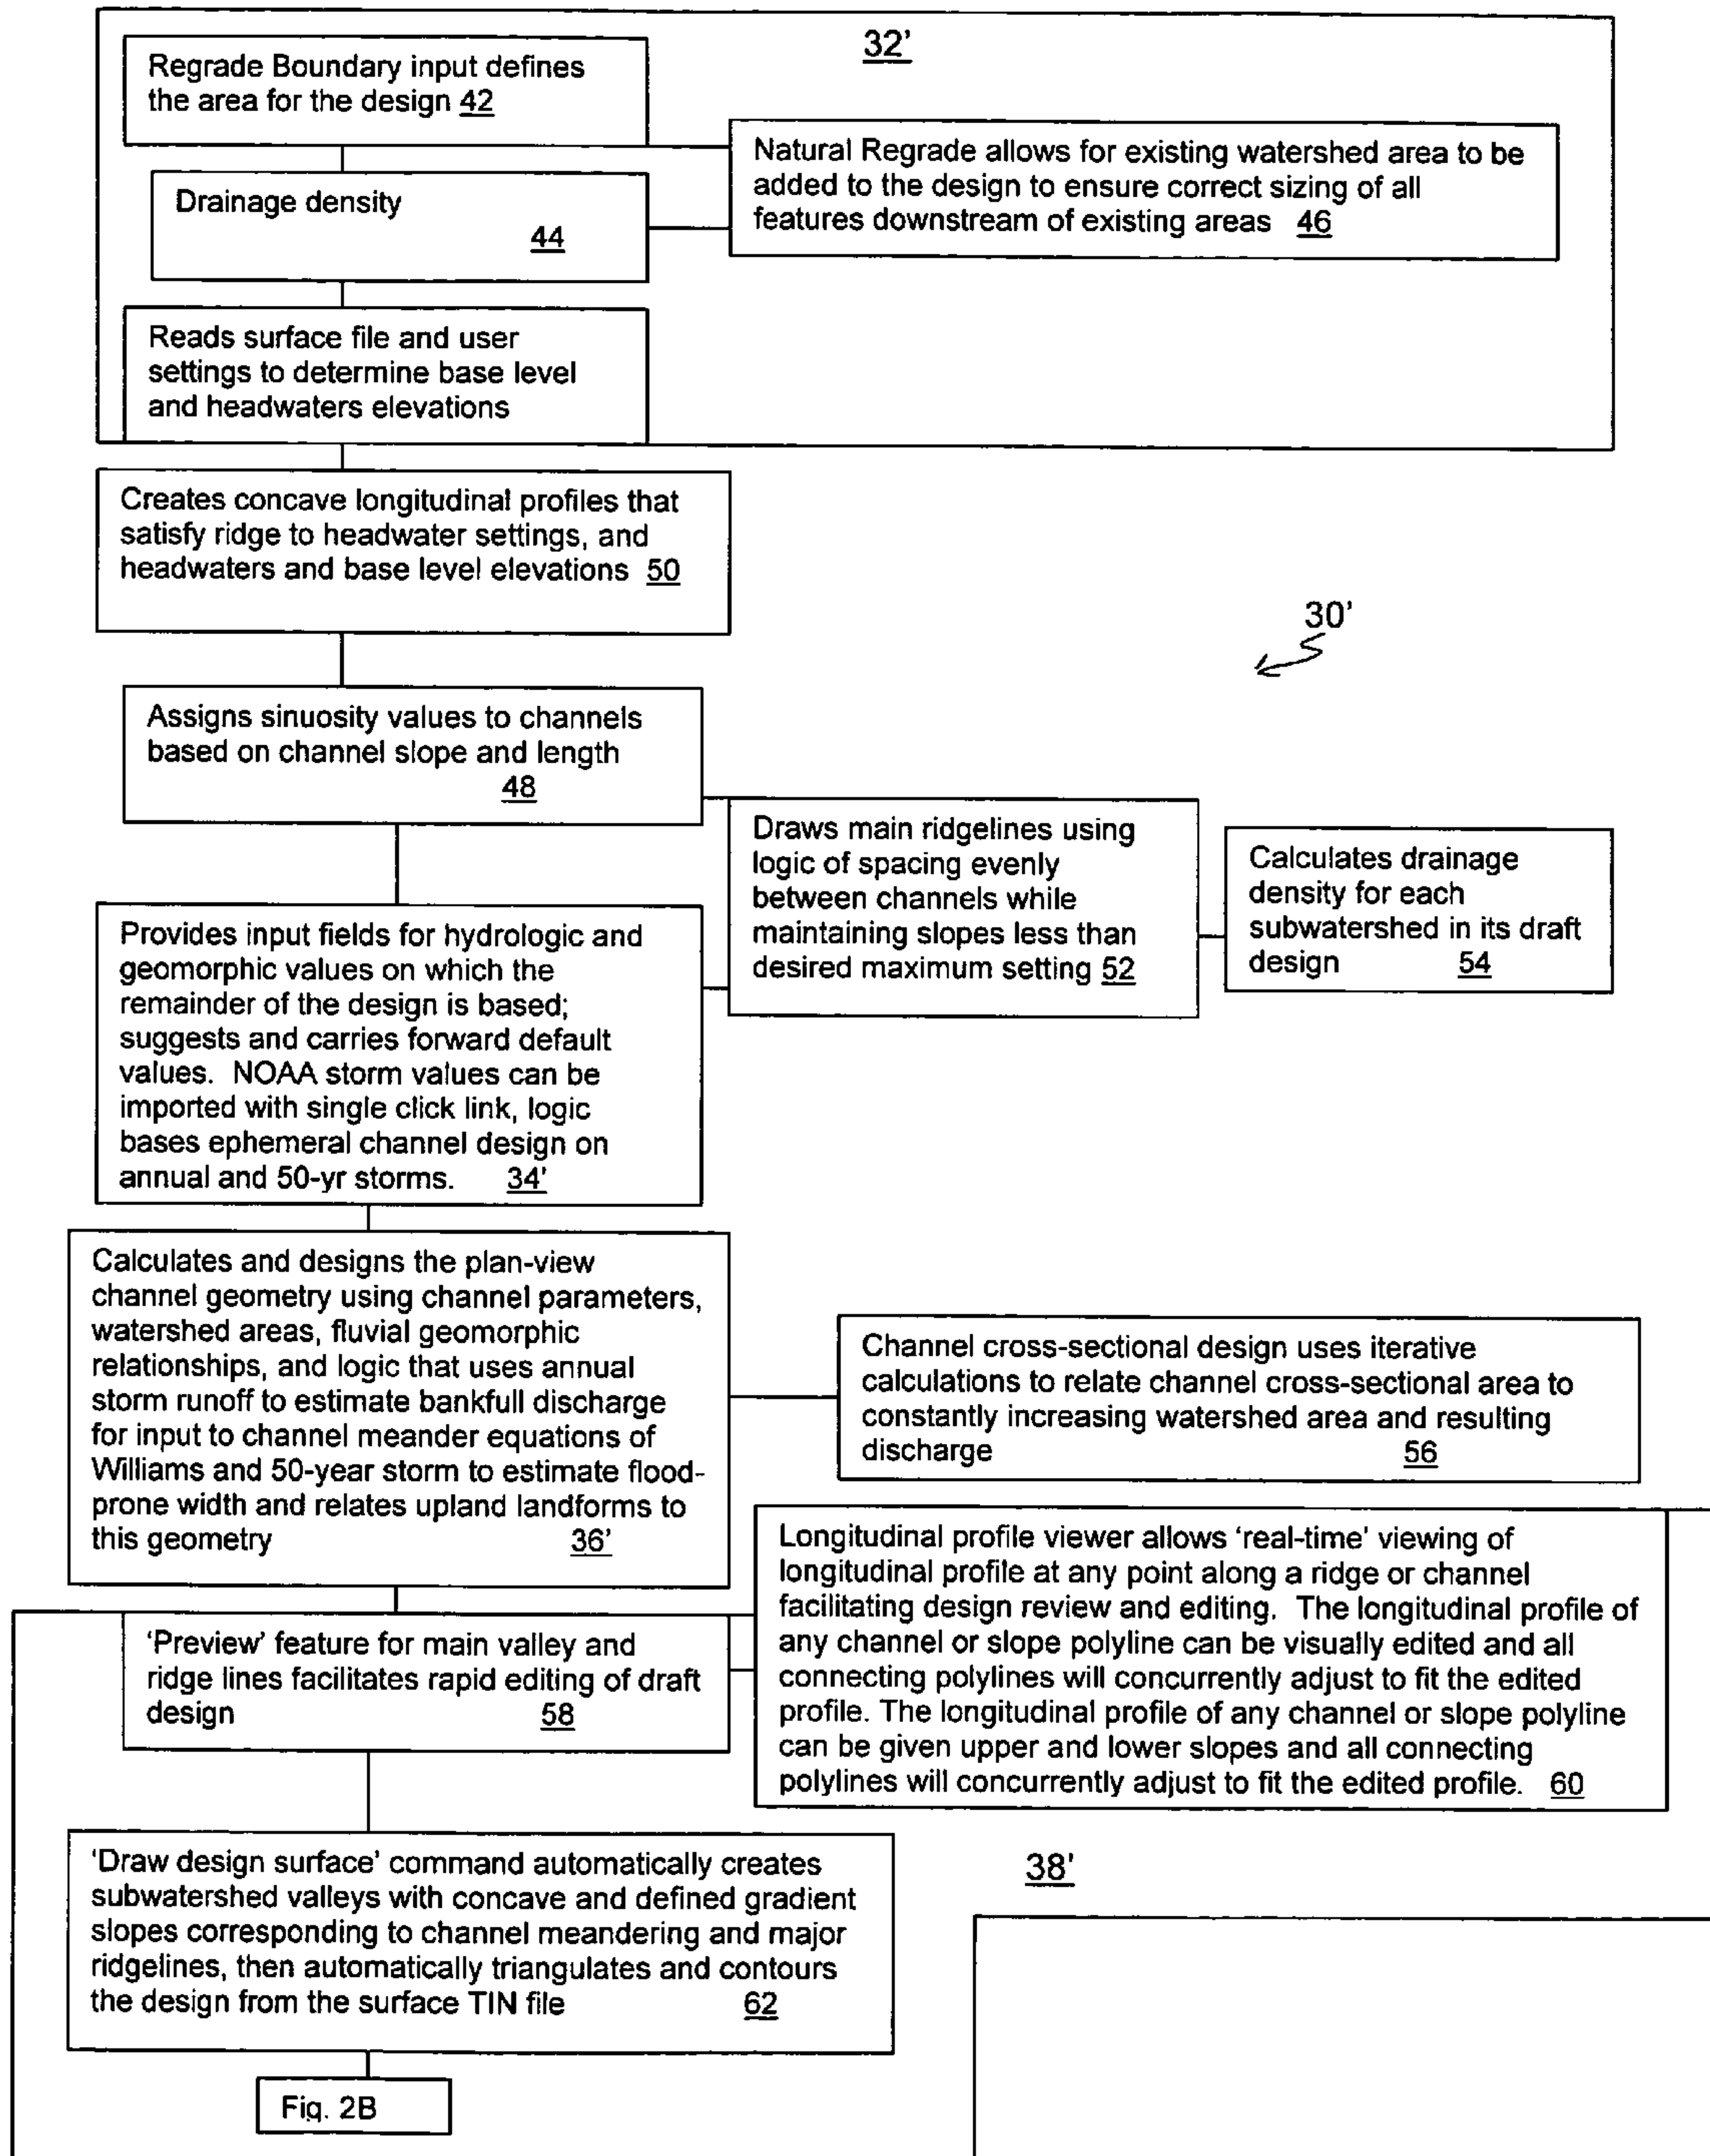 32'
Regrade Boundary input defines
the area for the design 42
Natural Regrade allows for existing watershed area to be
added to the design to ensure correct sizing of all
features downstream of existing areas 46
Drainage density
44
Reads surface file and user
settings to determine base level
and headwaters elevations
Creates concave longitudinal profiles that
satisfy ridge to headwater settings, and
headwaters and base level elevations 50
30'
Assigns sinuosity values to channels
based on channel slope and length
48
Draws main ridgelines using
logic of spacing evenly
between channels while
maintaining slopes less than
desired maximum setting 52
Calculates drainage
density for each
subwatershed in its draft
design 54
Provides input fields for hydrologic and
geomorphic values on which the
remainder of the design is based;
suggests and carries forward default
values. NOAA storm values can be
imported with single click link, logic
bases ephemeral channel design on
annual and 50-yr storms. 34'
Calculates and designs the plan-view
channel geometry using channel parameters,
watershed areas, fluvial geomorphic
relationships, and logic that uses annual
storm runoff to estimate bankfull discharge
for input to channel meander equations of
Williams and 50-year storm to estimate flood-
prone width and relates upland landforms to
this geometry 36'
Channel cross-sectional design uses iterative
calculations to relate channel cross-sectional area to
constantly increasing watershed area and resulting
discharge 56
Longitudinal profile viewer allows 'real-time' viewing of
longitudinal profile at any point along a ridge or channel
facilitating design review and editing. The longitudinal profile of
any channel or slope polyline can be visually edited and all
connecting polylines will concurrently adjust to fit the edited
profile. The longitudinal profile of any channel or slope polyline
can be given upper and lower slopes and all connecting
polylines will concurrently adjust to fit the edited profile. 60
'Preview' feature for main valley and
ridge lines facilitates rapid editing of draft
design 58
'Draw design surface' command automatically creates
subwatershed valleys with concave and defined gradient
slopes corresponding to channel meandering and major
ridgelines, then automatically triangulates and contours
the design from the surface TIN file 62
38'
Fig. 2B